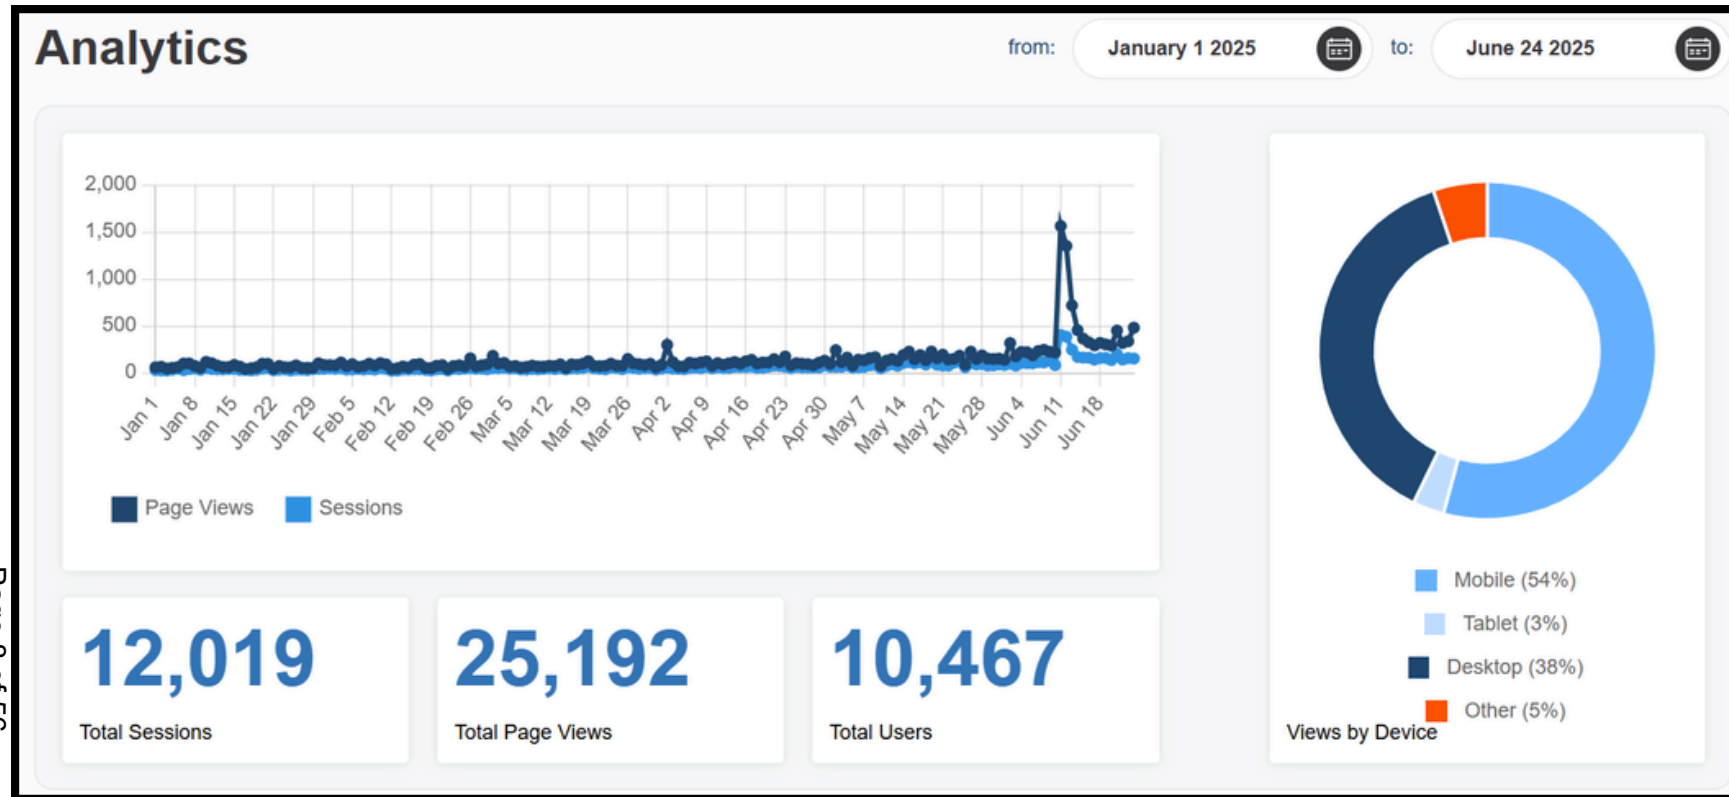 Analytics
from: January 1 2025 to: June 24 2025
2,000
1,500
1,000
500
0
Jan 1 Jan 8 Jan 15 Jan 22 Jan 29 Feb 5 Feb 12 Feb 19 Feb 26 Mar 5 Mar 12 Mar 19 Mar 26 Apr 2 Apr 9 Apr 16 Apr 23 Apr 30 May 7 May 14 May 21 May 28 Jun 4 Jun 11 Jun 18
Page Views Sessions
12,019
Total Sessions
25,192
Total Page Views
10,467
Total Users
Mobile (54%)
Tablet (3%)
Desktop (38%)
Other (5%)
Views by Device